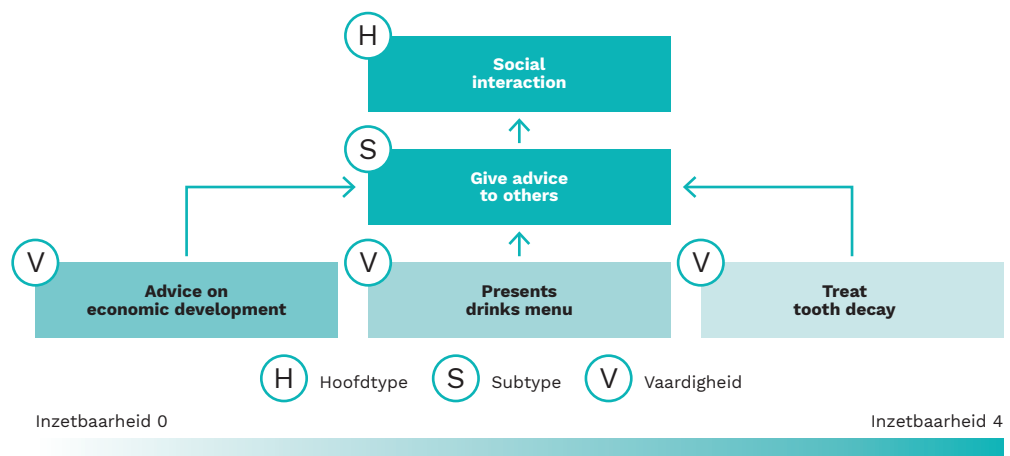 H
Social
interaction
S
Give advice
to others
V
Advice on
economic development
V
Presents
drinks menu
V
Treat
tooth decay
H Hoofdtype S Subtype V Vaardigheid
Inzetbaarheid 0 Inzetbaarheid 4